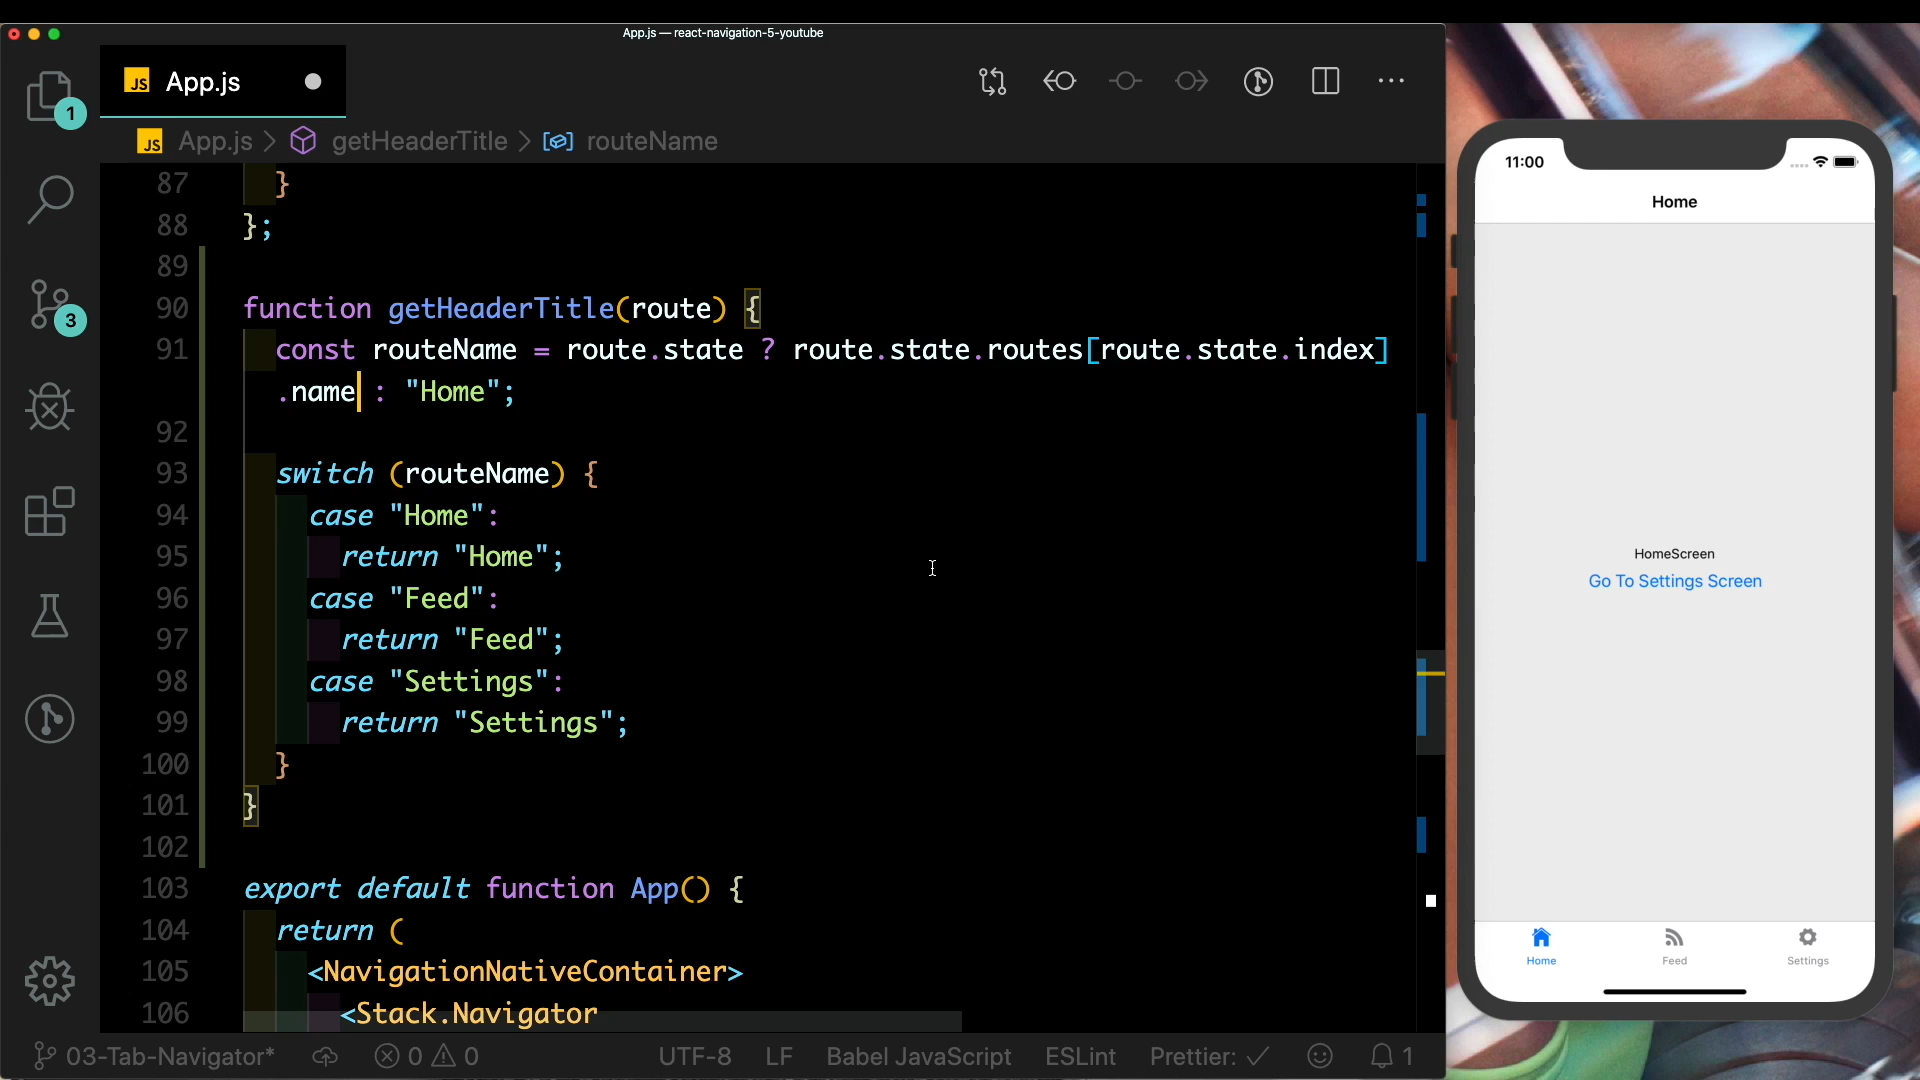 App.js — react-navigation-5-youtube
JS App.js
1
JS App.js > getHeaderTitle > routeName
87 }
88 };
89
90 function getHeaderTitle(route) {
91 const routeName = route.state ? route.state.routes[route.state.index]
.name : "Home";
92
93 switch (routeName) {
94 case "Home":
95 return "Home";
96 case "Feed":
97 return "Feed";
98 case "Settings":
99 return "Settings";
100 }
101 }
102
103 export default function App() {
104 return (
105 <NavigationNativeContainer>
106 <Stack.Navigator
3
03-Tab-Navigator* 0 0 UTF-8 LF Babel JavaScript ESLint Prettier: ✓ 1
11:00
Home
HomeScreen
Go To Settings Screen
Home Feed Settings